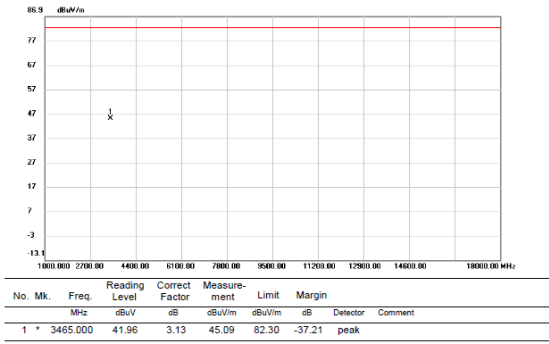 86.9 dBuV/m
77
67
57
47
1
37
27
17
7
-3
-13.1
1000.000 2700.00 4400.00 6100.00 7800.00 9500.00 11200.00 12900.00 14600.00 18000.00 MHz
No. Mk. Freq. Reading Level Correct Factor Measure-ment Limit Margin
MHz dBuV dB dBuV/m dBuV/m dB Detector Comment
1 * 3465.000 41.96 3.13 45.09 82.30 -37.21 peak